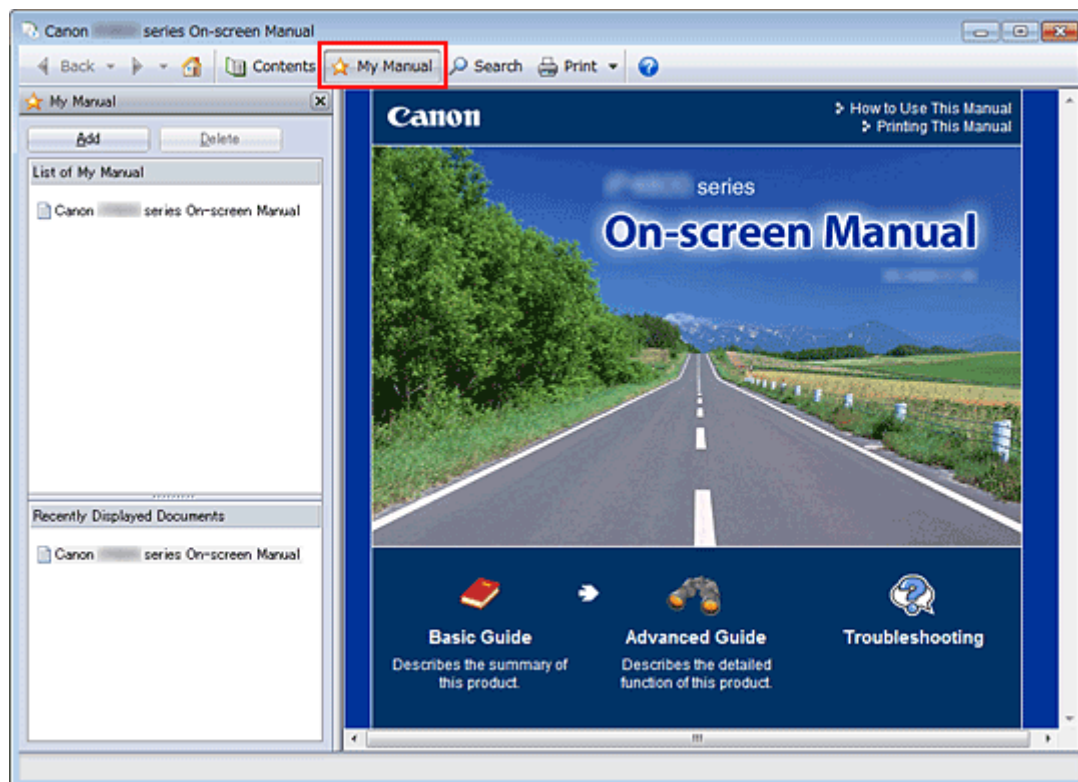 Canon series On-screen Manual
Back Contents My Manual Search Print
My Manual
Add Delete
List of My Manual
Canon series On-screen Manual
Recently Displayed Documents
Canon series On-screen Manual
Canon
How to Use This Manual
Printing This Manual
series
On-screen Manual
Basic Guide
Describes the summary of
this product.
Advanced Guide
Describes the detailed
function of this product.
Troubleshooting